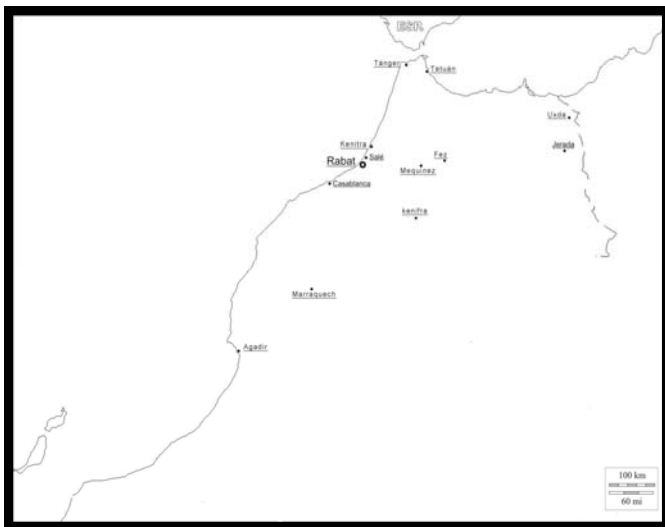 ESP.
Tánger
Tetuán
Uxda
Kenitra
Salé
Rabat
Fez
Jerada
Mequinez
Casablanca
kenifra
Marraquech
Agadir
100 km
60 mi